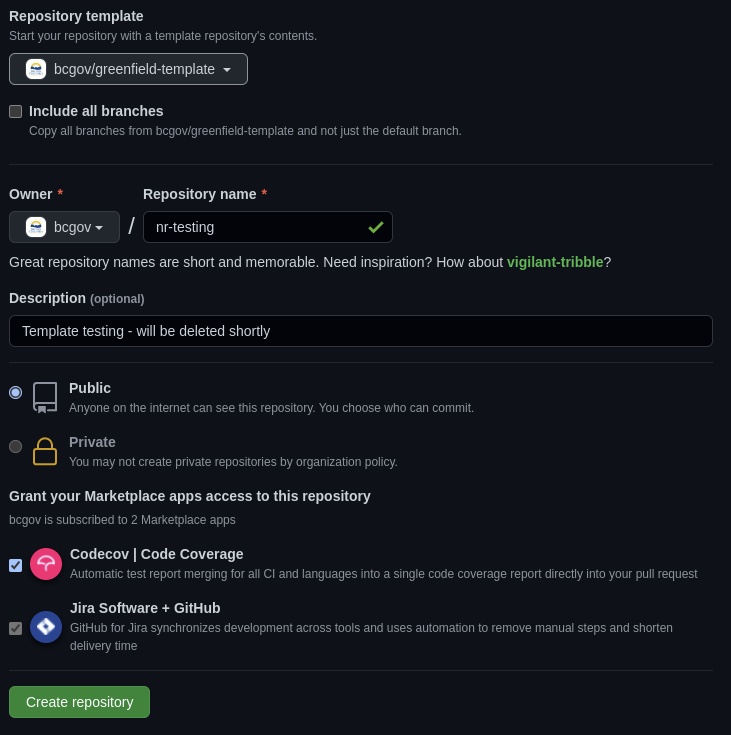 Repository template
Start your repository with a template repository's contents.
bcgov/greenfield-template
Include all branches
Copy all branches from bcgov/greenfield-template and not just the default branch.
Owner *
Repository name *
bcgov / nr-testing
Great repository names are short and memorable. Need inspiration? How about vigilant-tribble?
Description (optional)
Template testing - will be deleted shortly
Public
Anyone on the internet can see this repository. You choose who can commit.
Private
You may not create private repositories by organization policy.
Grant your Marketplace apps access to this repository
bcgov is subscribed to 2 Marketplace apps
Codecov | Code Coverage
Automatic test report merging for all CI and languages into a single code coverage report directly into your pull request
Jira Software + GitHub
GitHub for Jira synchronizes development across tools and uses automation to remove manual steps and shorten
delivery time
Create repository